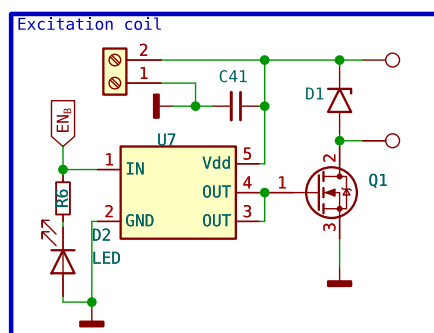 Excitation coil
2
1
C41
D1
EN_B
U7
1 IN
Vdd 5
R6
OUT 4
1
2
Q1
2 GND
OUT 3
3
D2
LED